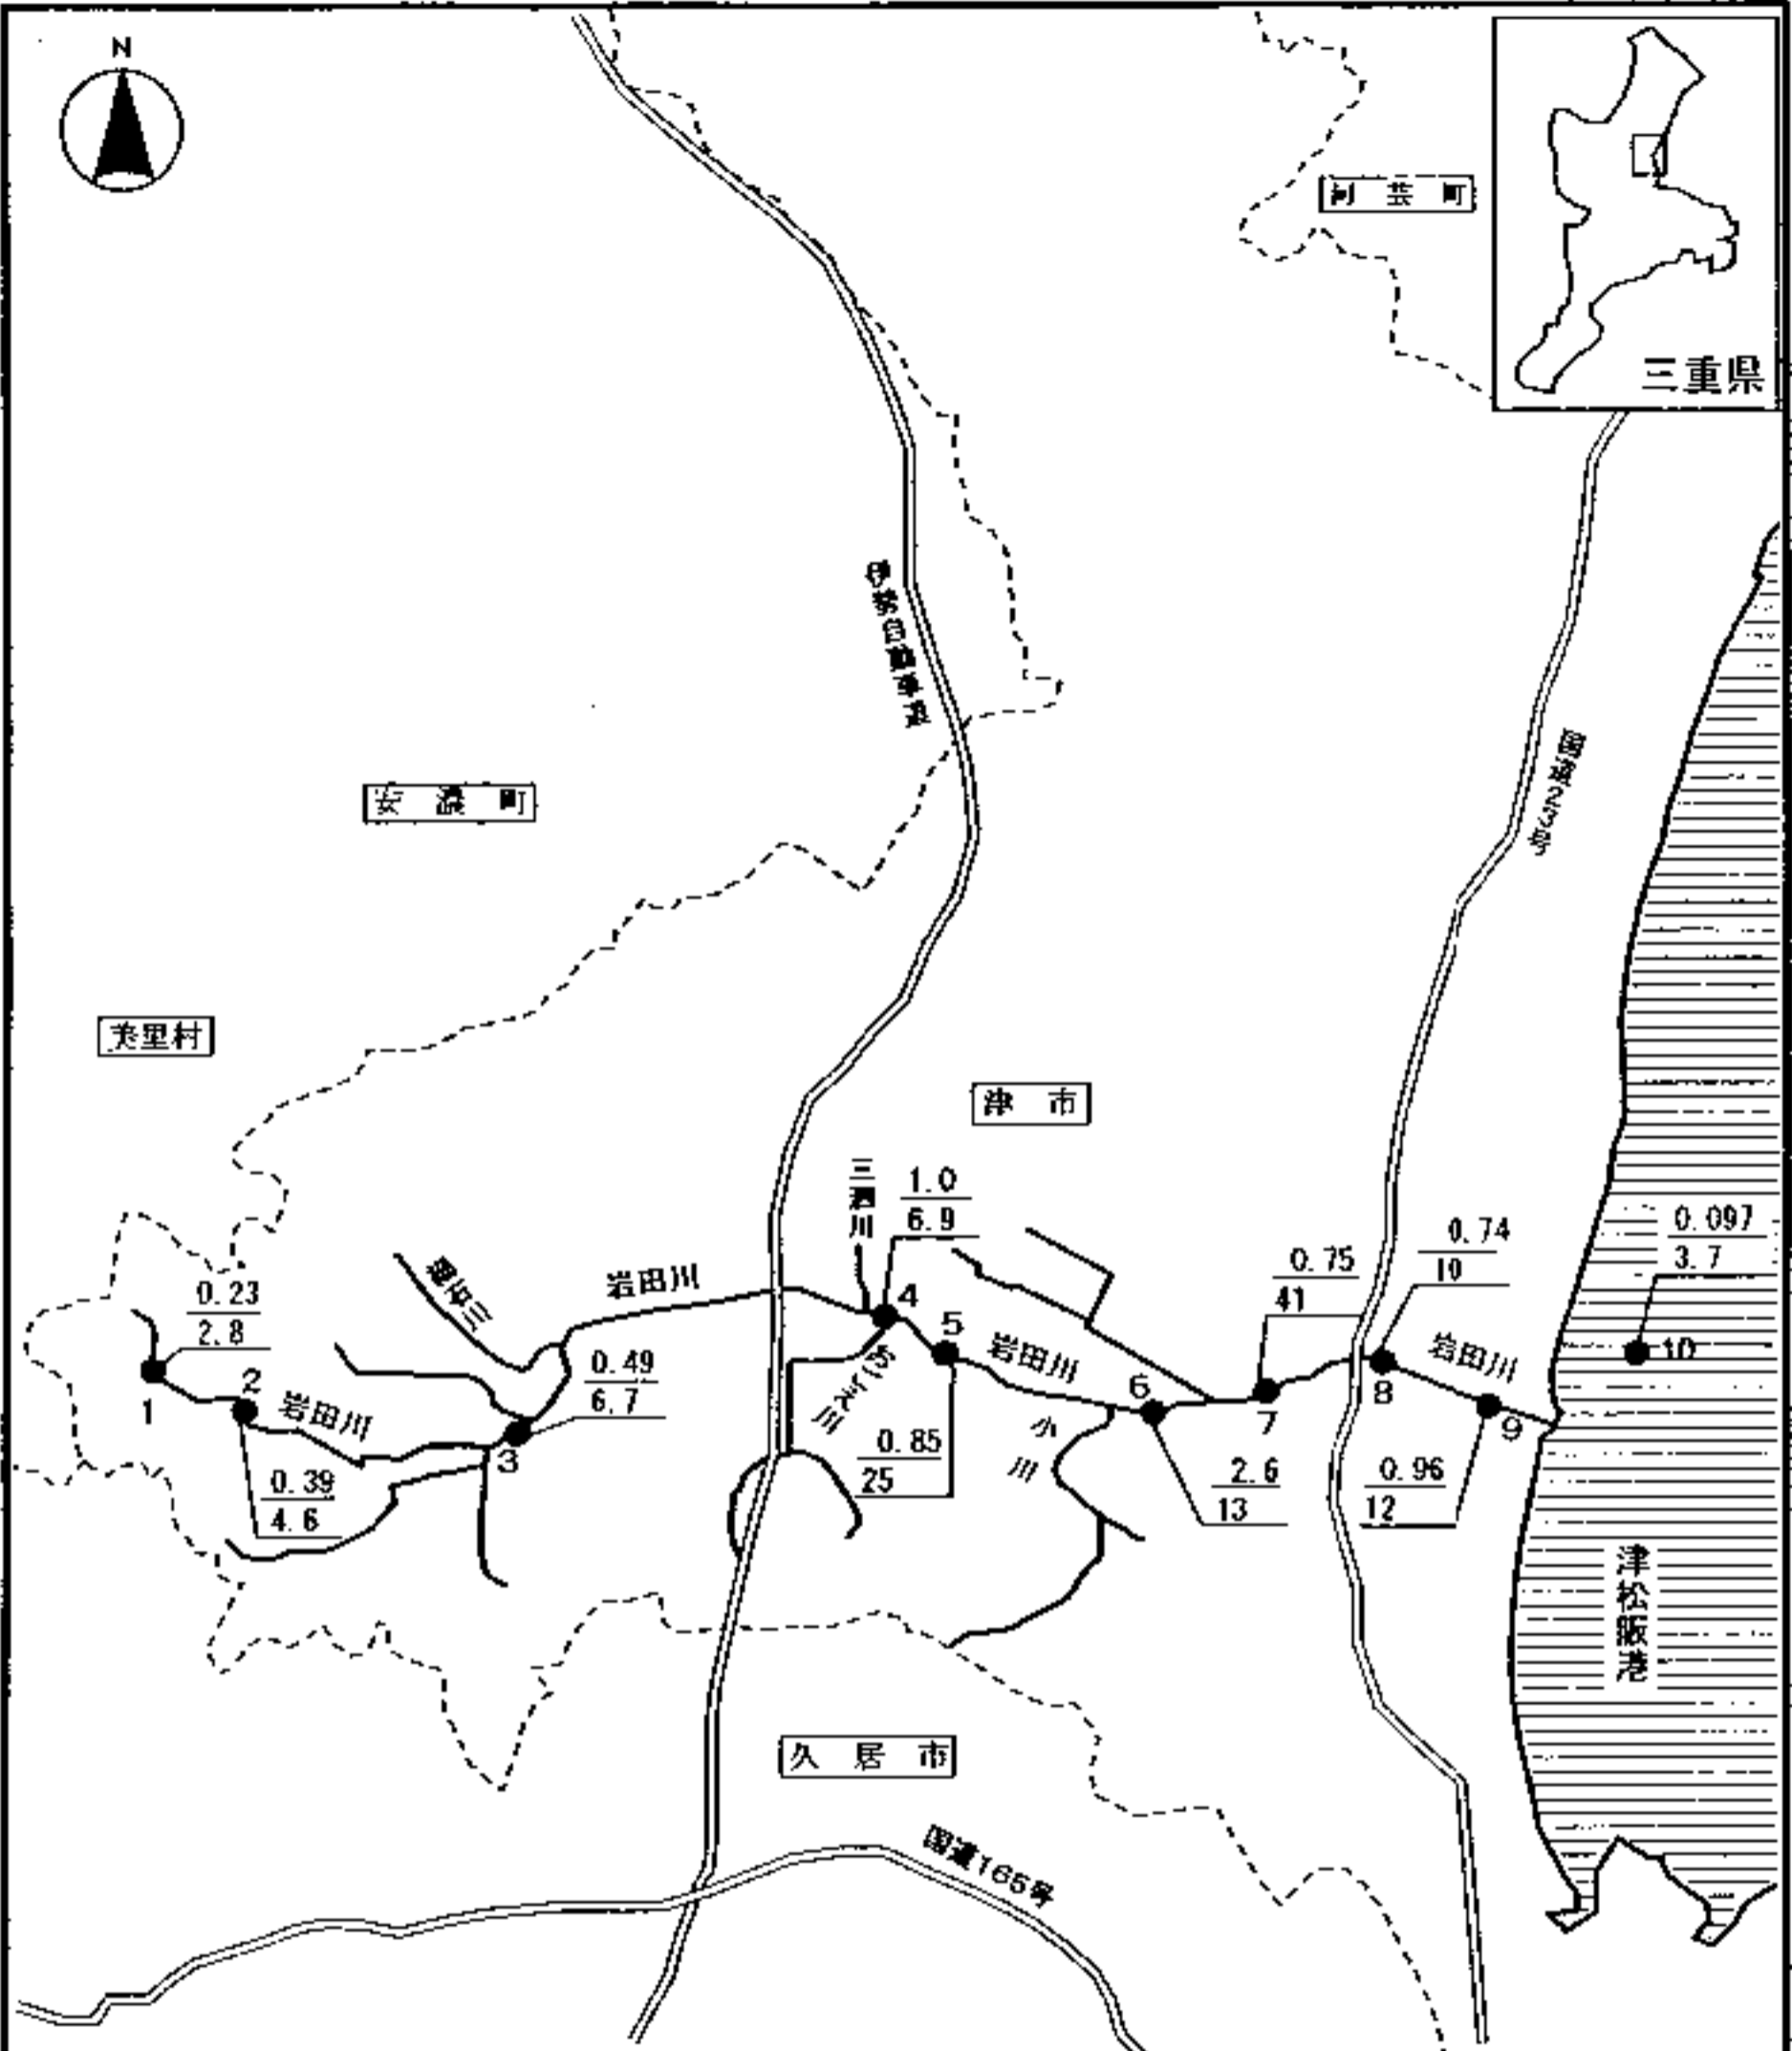 N
河芸町
三重県
伊勢自動車道
国道23号
安濃町
美里村
津市
三泗川
1.0
6.9
0.74
10
0.097
3.7
0.75
41
0.23
2.8
岩田川
4
5
岩田川
岩田川
10
0.49
6.7
2
岩田川
1
3
6
小川
7
8
9
0.85
25
0.39
4.6
2.6
13
0.96
12
津松阪港
久居市
国道165号